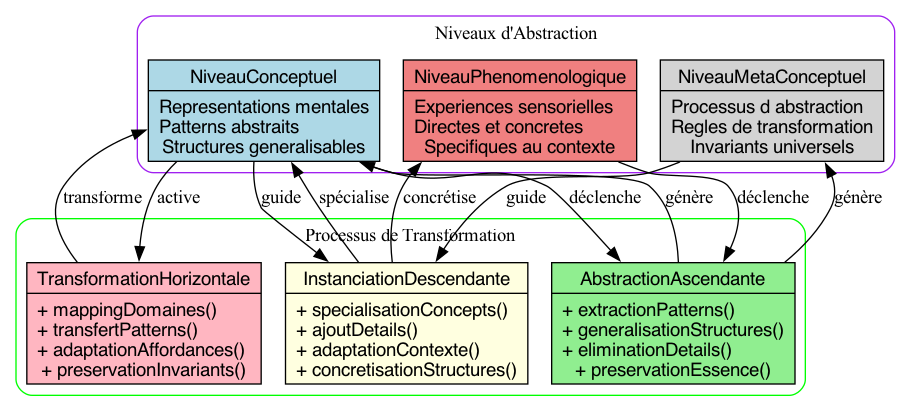 Niveaux d'Abstraction
NiveauConceptuel
Representations mentales
Patterns abstraits
Structures generalisables
NiveauPhenomenologique
Experiences sensorielles
Directes et concretes
Specifiques au contexte
NiveauMetaConceptuel
Processus d abstraction
Regles de transformation
Invariants universels
transforme
active
guide
spécialise
concrétise
guide
déclenche
génère
déclenche
génère
Processus de Transformation
TransformationHorizontale
+ mappingDomaines()
+ transfertPatterns()
+ adaptationAffordances()
+ preservationInvariants()
InstanciationDescendante
+ specialisationConcepts()
+ ajoutDetails()
+ adaptationContexte()
+ concretisationStructures()
AbstractionAscendante
+ extractionPatterns()
+ generalisationStructures()
+ eliminationDetails()
+ preservationEssence()